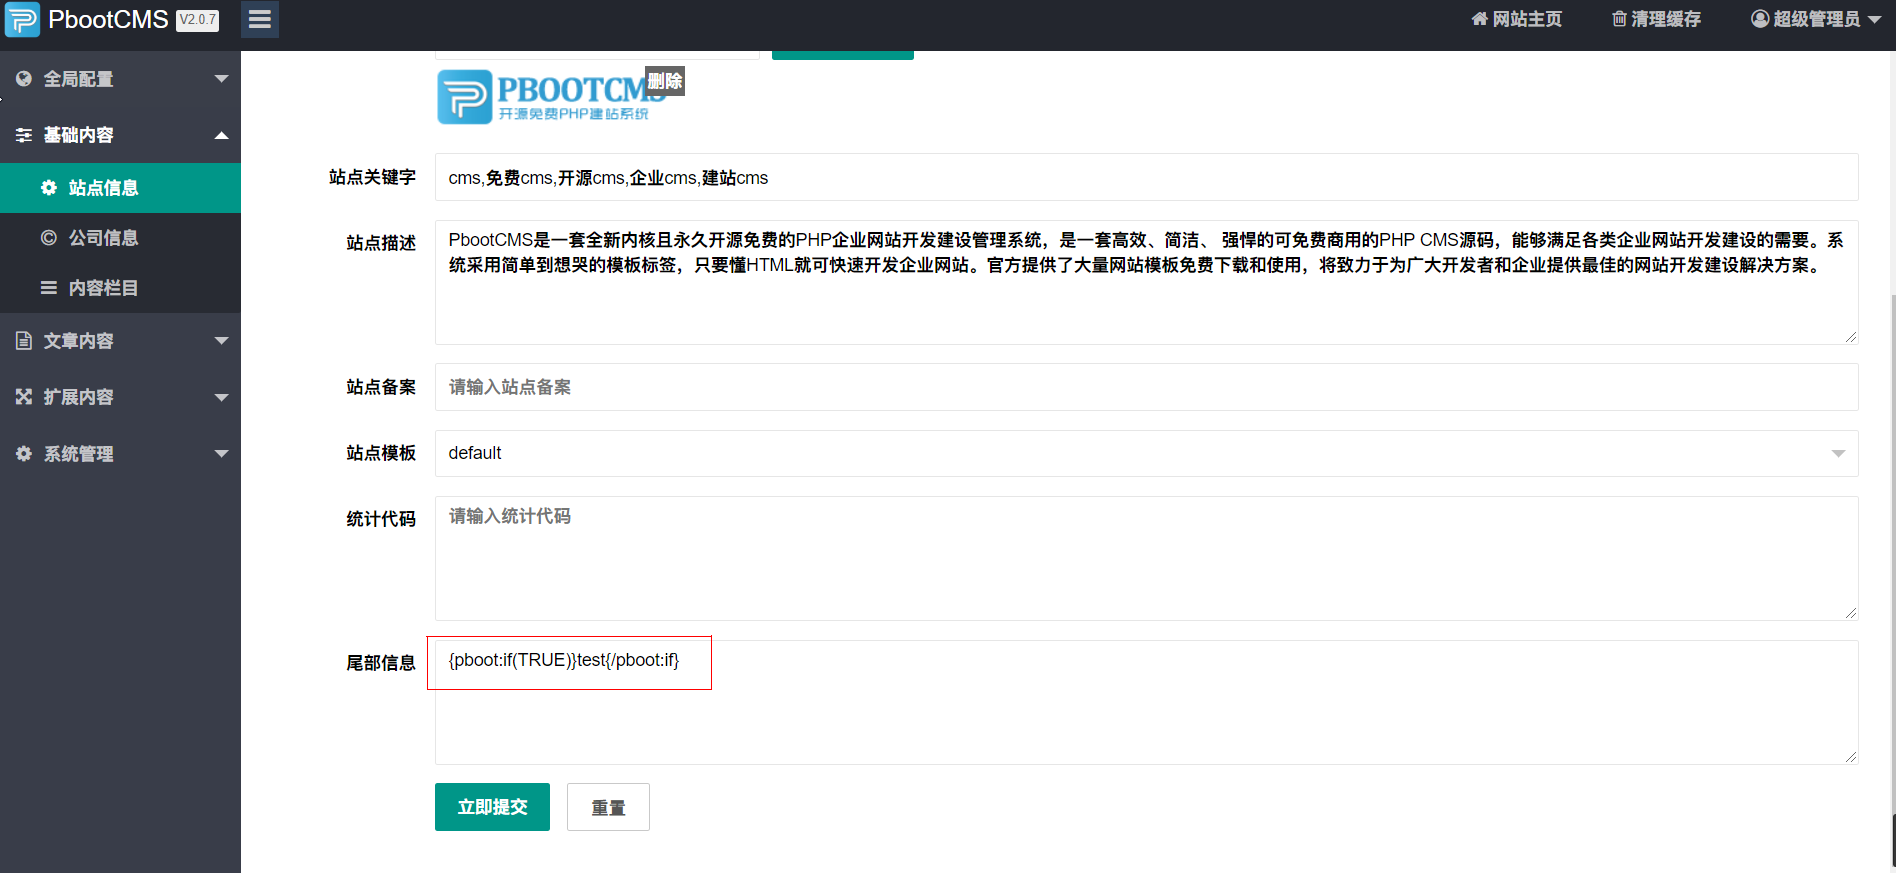 PbootCMS V2.0.7
网站主页 清理缓存 超级管理员
全局配置
基础内容
站点信息
公司信息
内容栏目
文章内容
扩展内容
系统管理
PBOOTCMS 删除
开源免费PHP建站系统
站点关键字 cms,免费cms,开源cms,企业cms,建站cms
站点描述 PbootCMS是一套全新内核且永久开源免费的PHP企业网站开发建设管理系统，是一套高效、简洁、 强悍的可免费商用的PHP CMS源码，能够满足各类企业网站开发建设的需要。系
统采用简单到想哭的模板标签，只要懂HTML就可快速开发企业网站。官方提供了大量网站模板免费下载和使用，将致力于为广大开发者和企业提供最佳的网站开发建设解决方案。
站点备案 请输入站点备案
站点模板 default
统计代码 请输入统计代码
尾部信息 {pboot:if(TRUE)}test{/pboot:if}
立即提交 重置